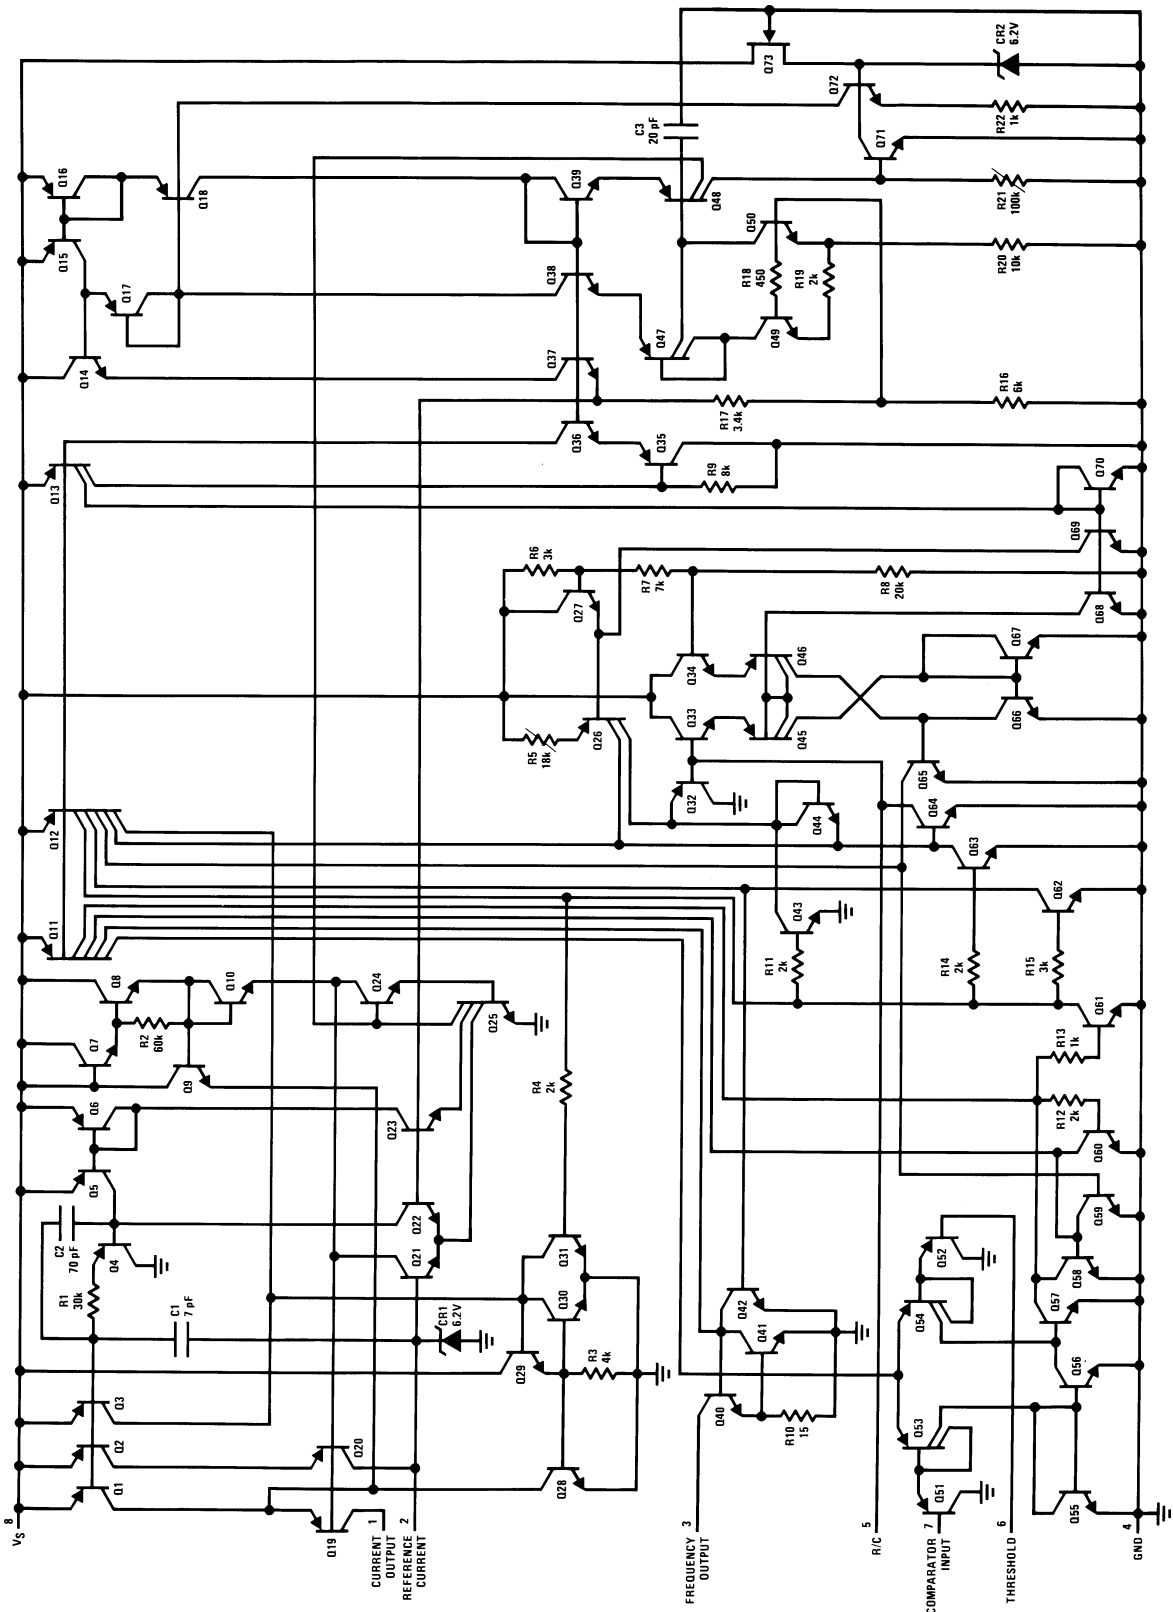 8
VS
Q11
Q12
Q13
Q15
Q16
C2
70 pF
R1
30k
Q14
Q5
Q6
Q7
Q1
Q2
Q3
Q4
Q8
Q17
R2
60k
C1
7 pF
Q9
Q18
Q10
Q19
Q20
1
CURRENT
OUTPUT
2
REFERENCE
CURRENT
Q21
Q22
Q23
Q24
Q25
CR1
6.2V
Q28
Q29
Q30
Q31
R3
4k
R4
2k
R5
18k
Q26
Q27
R6
3k
Q36
Q37
Q38
Q39
R7
7k
Q32
Q33
Q34
Q35
Q47
Q48
C3
20 pF
3
FREQUENCY
OUTPUT
Q40
Q41
Q42
R10
15
R9
8k
R17
3.4k
Q45
Q46
R18
450
Q50
R19
2k
Q49
Q73
R11
2k
Q43
Q44
Q72
5
R/C
R8
20k
Q71
7
COMPARATOR
INPUT
Q51
Q53
Q54
Q52
Q65
Q64
Q63
R14
2k
6
THRESHOLD
R15
3k
Q66
Q67
Q62
R16
6k
R20
10k
R21
100k
R22
1k
CR2
6.2V
Q55
Q56
Q57
Q58
Q59
Q60
R12
2k
R13
1k
Q61
Q68
Q69
Q70
4
GND